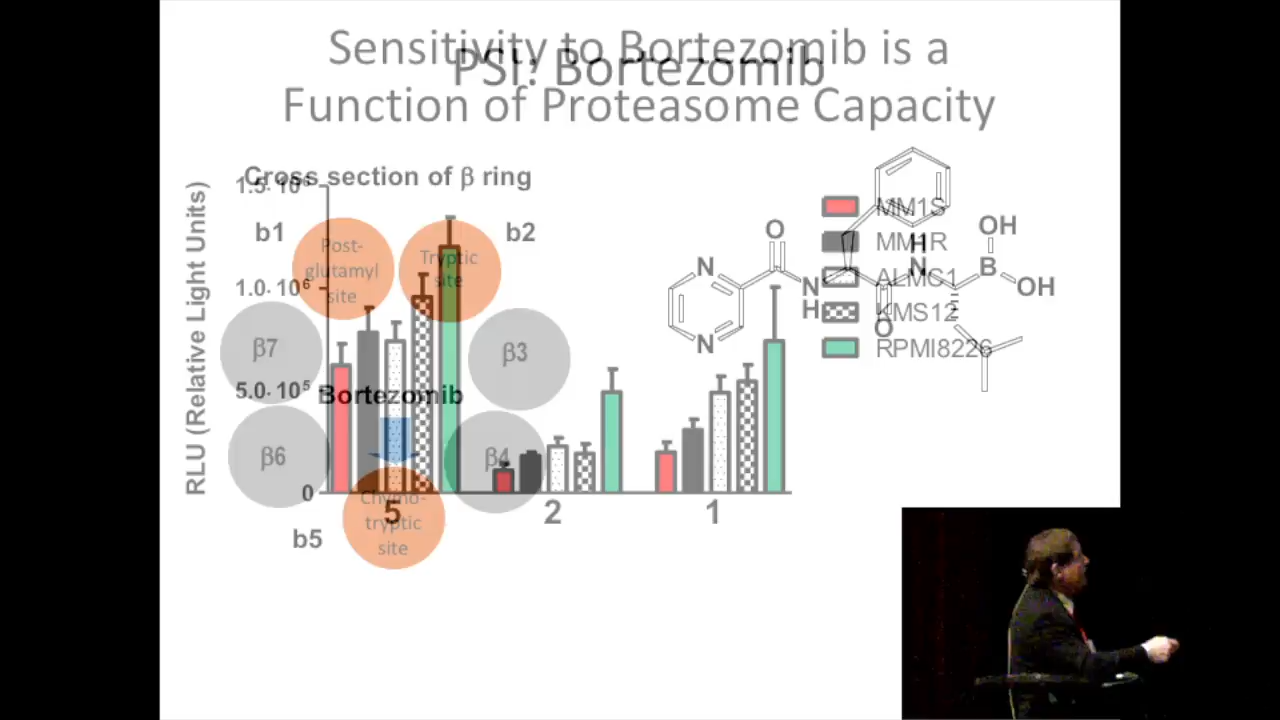 Sensitivity to Bortezomib is a
PSI: Bortezomib
Function of Proteasome Capacity
Cross section of β ring
RLU (Relative Light Units)
1.5. 10⁶
1.0. 10⁶
5.0. 10⁵
0
b1
Post-
glutamyl
site
Tryptic
site
b2
β7
β3
Bortezomib
β6
β4
Chymo-
tryptic
site
b5
5
2
1
MM1S
MM1R
ALMC1
KMS12
RPMI8226
O
N
N
N
H
O
H
N
B
OH
OH